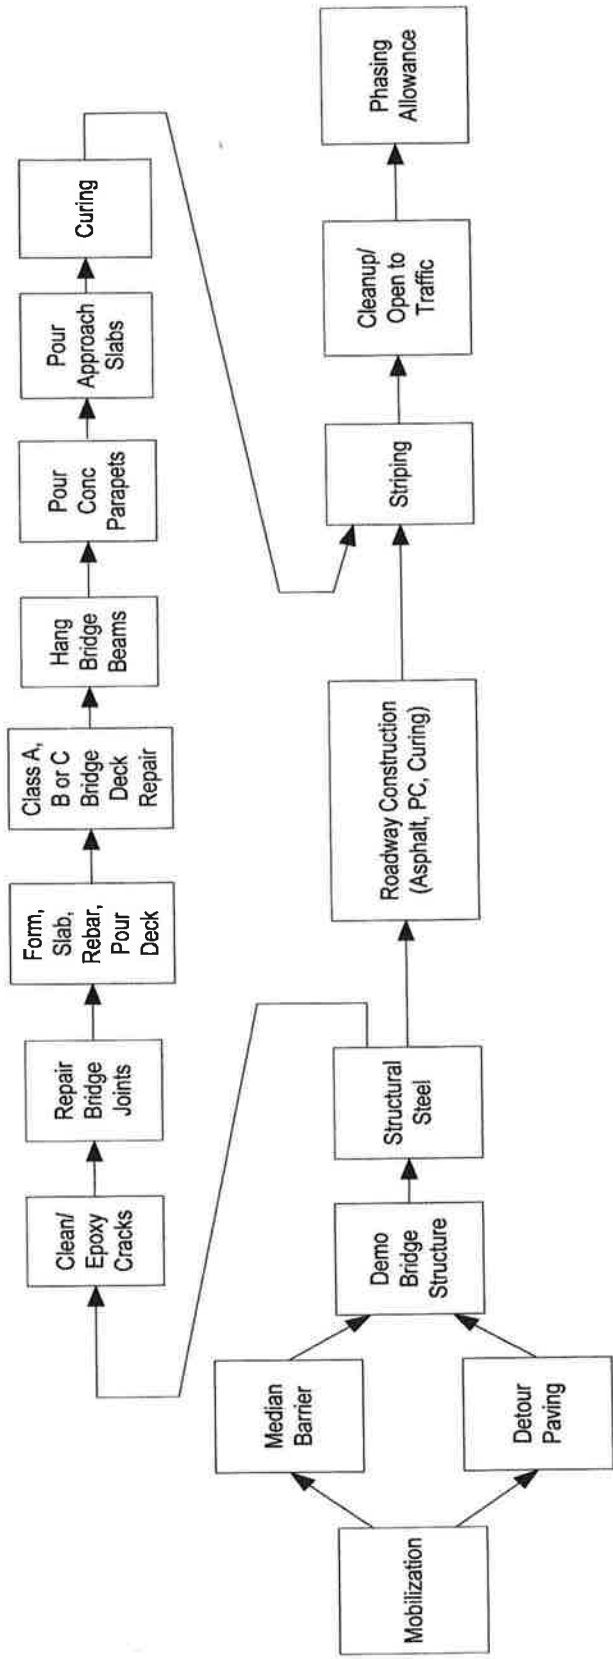 Clean/
Epoxy
Cracks
Repair
Bridge
Joints
Form,
Slab,
Rebar,
Pour
Deck
Class A,
B or C
Bridge
Deck
Repair
Hang
Bridge
Beams
Pour
Conc
Parapets
Pour
Approach
Slabs
Curing
Mobilization
Median
Barrier
Detour
Paving
Demo
Bridge
Structure
Structural
Steel
Roadway Construction
(Asphalt, PC, Curing)
Striping
Cleanup/
Open to
Traffic
Phasing
Allowance